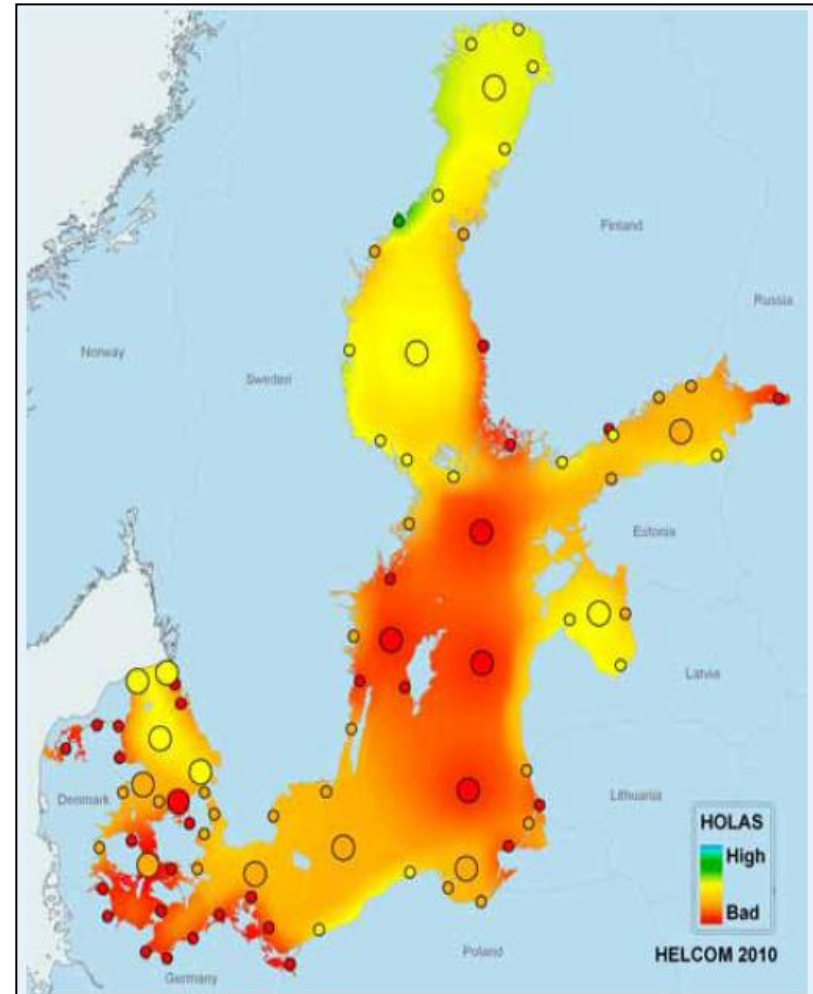 Finland
Russia
Norway
Sweden
Estonia
Latvia
Lithuania
Denmark
HOLAS
High
Bad
HELCOM 2010
Poland
Germany